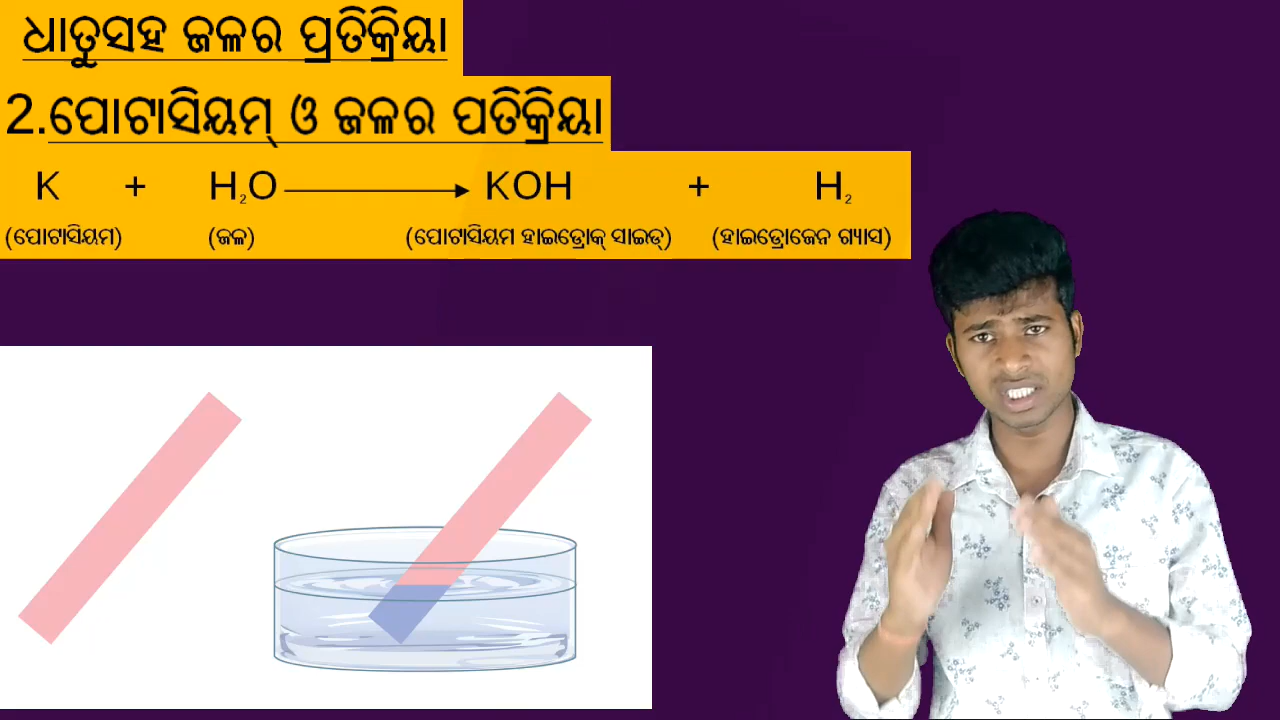 ଧାତୁସହ ଜଳର ପ୍ରତିକ୍ରିୟା
2.ପୋଟାସିୟମ୍ ଓ ଜଳର ପତିକ୍ରିୟା
K + H₂O ⟶ KOH + H₂
(ପୋଟାସିୟମ) (ଜଳ) (ପୋଟାସିୟମ ହାଇଡ୍ରୋକ୍ ସାଇଡ୍) (ହାଇଡ୍ରୋଜେନ ଗ୍ୟାସ)